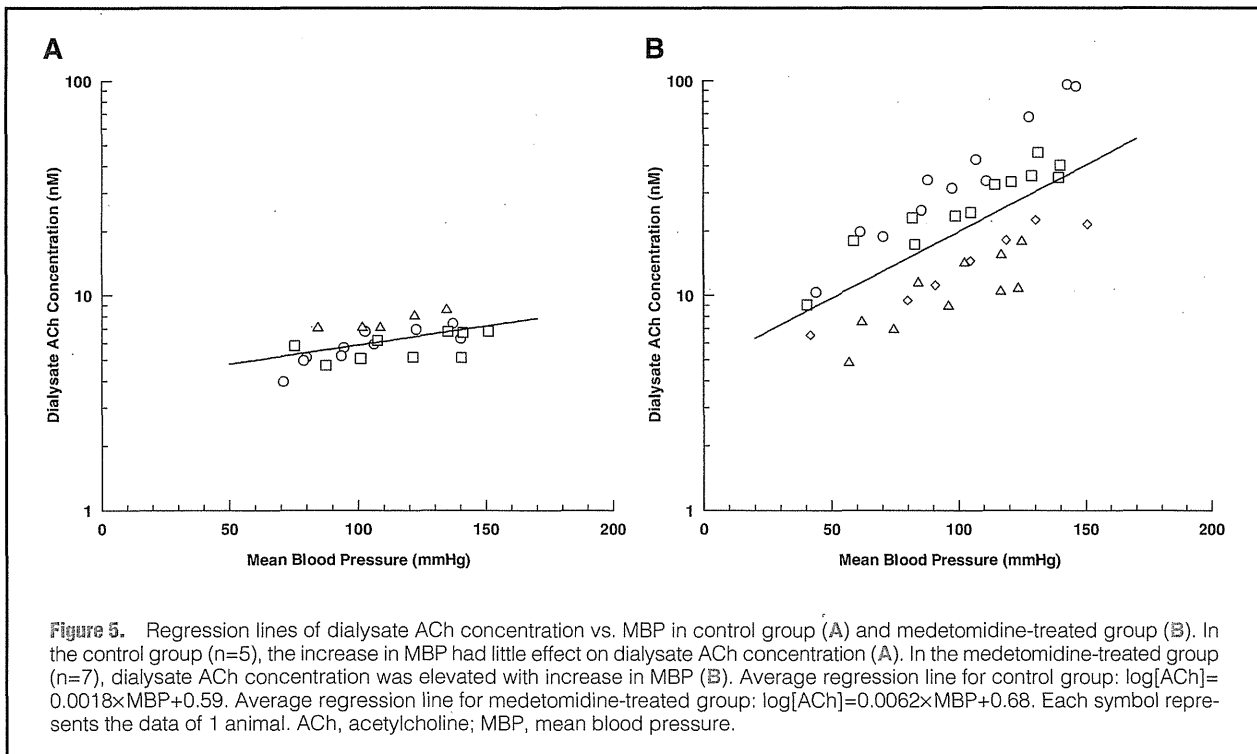 A
100
10
1
Dialysate ACh Concentration (nM)
0
50
100
150
200
Mean Blood Pressure (mmHg)
B
100
10
1
Dialysate ACh Concentration (nM)
0
50
100
150
200
Mean Blood Pressure (mmHg)
Figure 5. Regression lines of dialysate ACh concentration vs. MBP in control group (A) and medetomidine-treated group (B). In
the control group (n=5), the increase in MBP had little effect on dialysate ACh concentration (A). In the medetomidine-treated group
(n=7), dialysate ACh concentration was elevated with increase in MBP (B). Average regression line for control group: log[ACh]=
0.0018×MBP+0.59. Average regression line for medetomidine-treated group: log[ACh]=0.0062×MBP+0.68. Each symbol repre-
sents the data of 1 animal. ACh, acetylcholine; MBP, mean blood pressure.